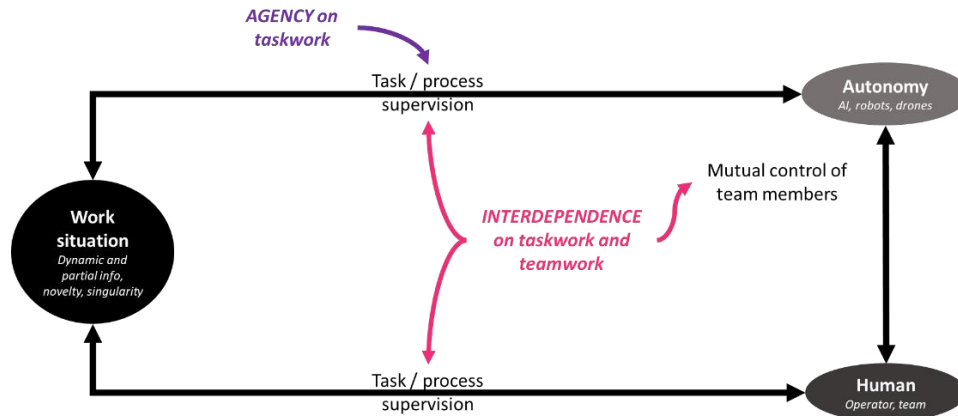 AGENCY on
taskwork
Task / process
supervision
Autonomy
AI, robots, drones
Mutual control of
team members
Work
situation
Dynamic and
partial info,
novelty, singularity
INTERDEPENDENCE
on taskwork and
teamwork
Task / process
supervision
Human
Operator, team